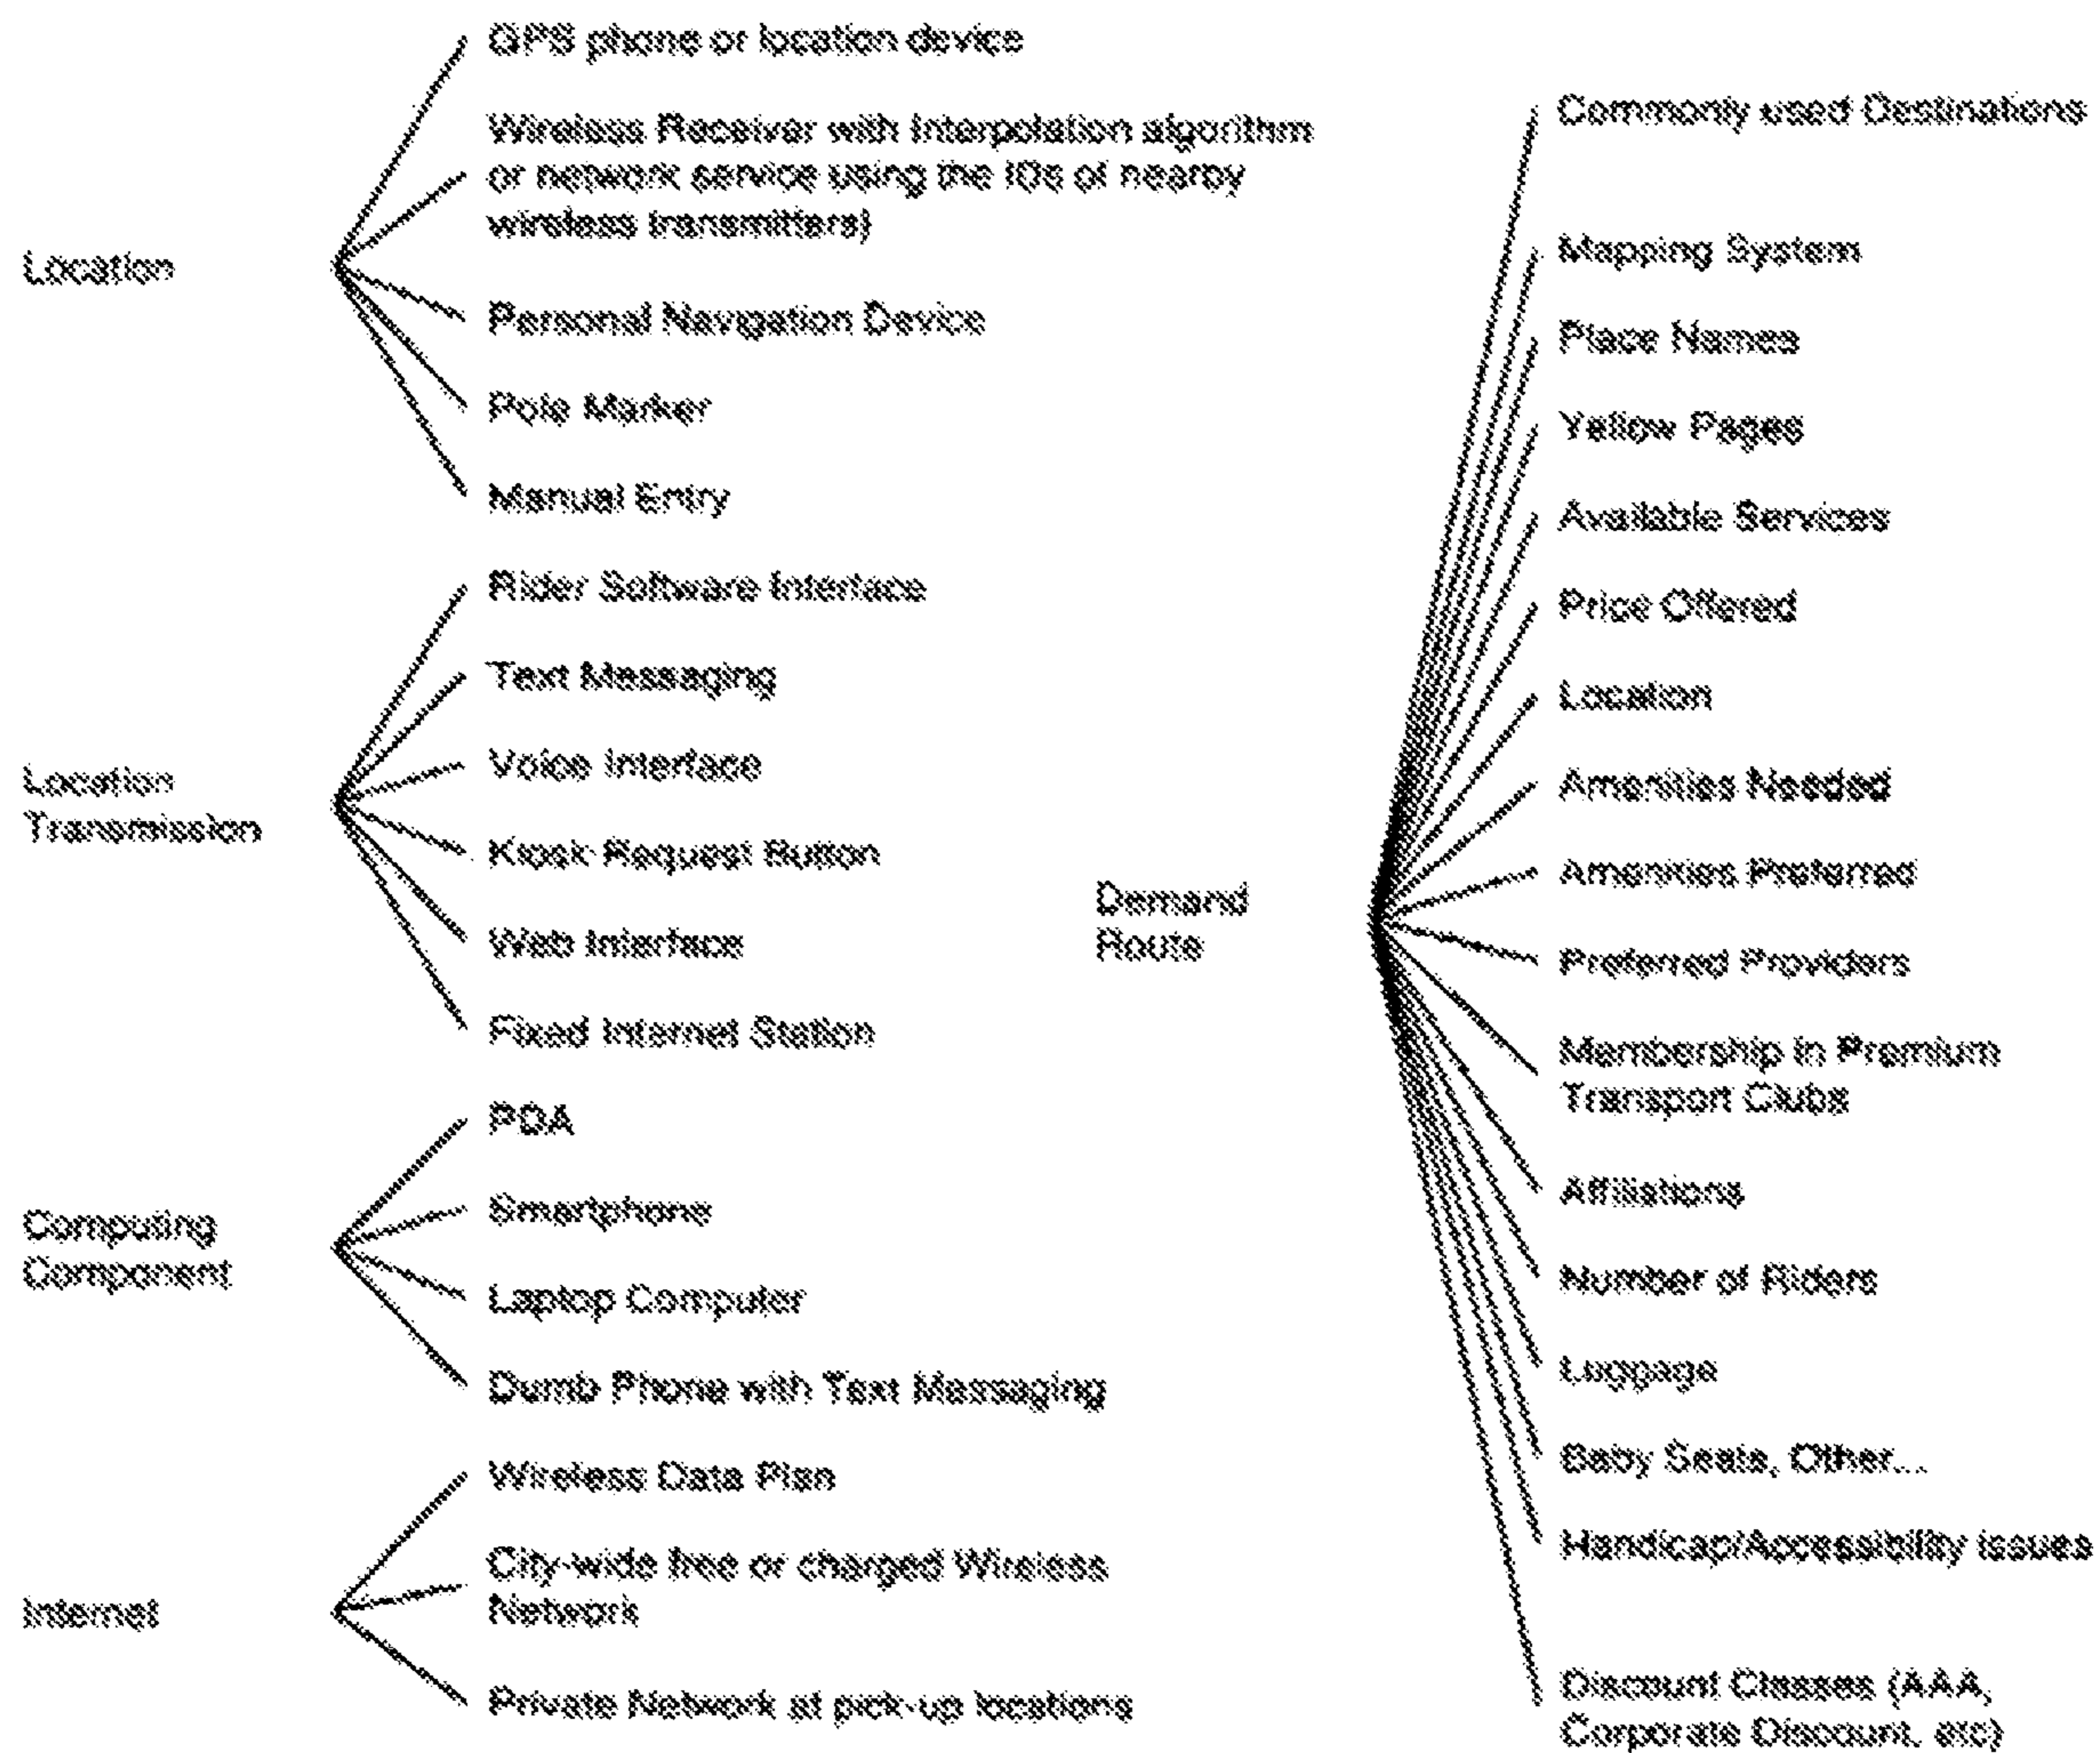 Location
GPS phone or location device
Wireless Receiver with Interpolation algorithm
or network service using the IDs of nearby
wireless transmitters)
Personal Navigation Device
Pole Marker
Manual Entry
Location
Transmission
Rider Software Interface
Text Messaging
Voice Interface
Kiosk Request Button
Web Interface
Fixed Internet Station
Computing
Component
PDA
Smartphone
Laptop Computer
Dumb Phone with Text Messaging
Internet
Wireless Data Plan
City-wide free or charged Wireless
Network
Private Network at pick-up locations
Demand
Route
Commonly used Destinations
Mapping System
Place Names
Yellow Pages
Available Services
Price Offered
Location
Amenities Needed
Amenities Preferred
Preferred Providers
Membership in Premium
Transport Clubs
Affiliations
Number of Riders
Luggage
Baby Seats, Other...
Handicap/Accessibility issues
Discount Classes (AAA,
Corporate Discount, etc)